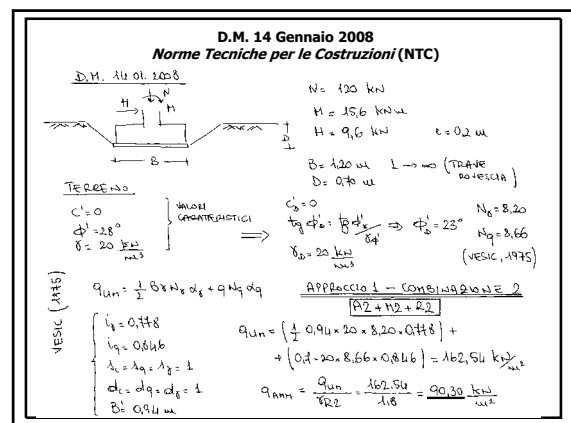 D.M. 14 Gennaio 2008
Norme Tecniche per le Costruzioni (NTC)
D.M. 14.01.2008
N
H
M
D
B
N = 120 kN
M = 15,6 kNm
H = 9,6 kN e = 0,2 m
B = 1,20 m L → ∞ (TRAVE ROVESCIA)
D = 0,70 m
TERRENO
C' = 0
ϕ' = 28°
γ = 20 kN/m³
VALORI CARATTERISTICI
⇒
C'D = 0
tg ϕ'D = tg ϕ'k / γϕ' ⇒ ϕ'D = 23°
γD = 20 kN/m³
Nγ = 8,20
Nq = 8,66
(VESIC, 1975)
qlim = 1/2 B γ Nγ αγ + q Nq αq
APPROCCIO 1 - COMBINAZIONE 2
A2 + M2 + R2
VESIC (1975)
iγ = 0,778
iq = 0,846
sc = sq = sγ = 1
dc = dq = dγ = 1
B' = 0,94 m
qlim = (1/2 0,94 × 20 × 8,20 × 0,778) +
+ (0,7 × 20 × 8,66 × 0,846) = 162,54 kN/m²
qAMM = qlim / γR2 = 162,54 / 1,8 = 90,30 kN/m²